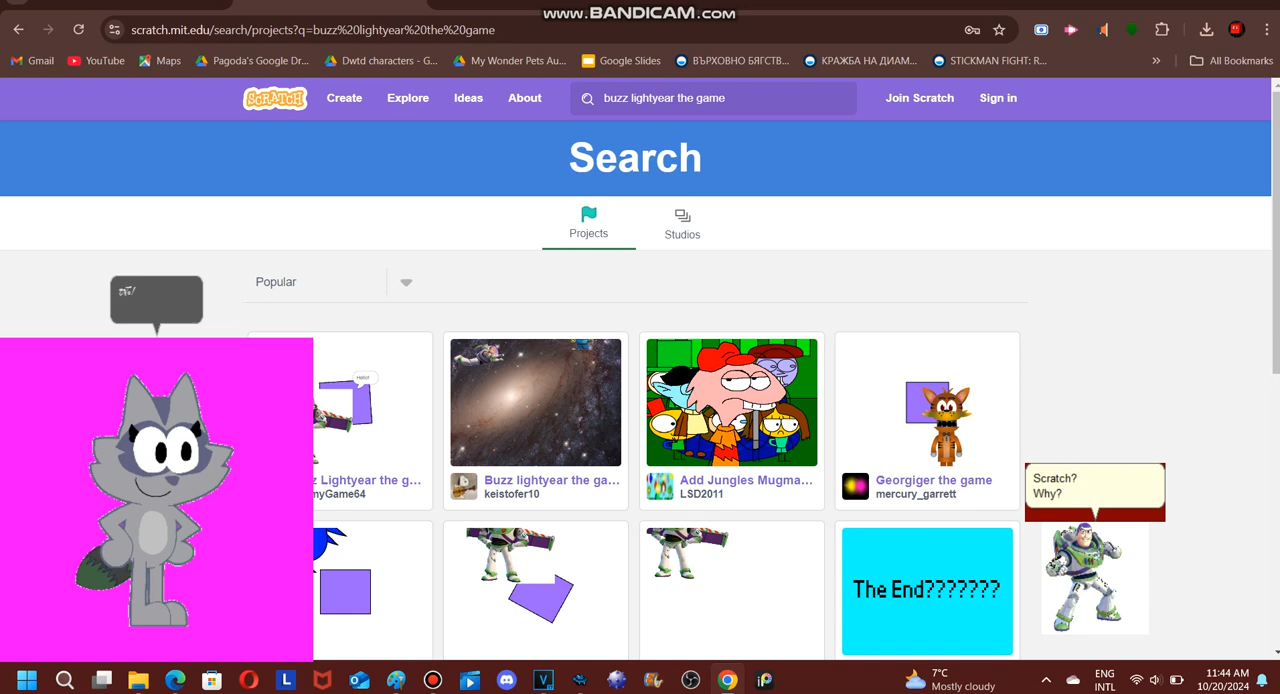 www.BANDICAM.com
scratch.mit.edu/search/projects?q=buzz%20lightyear%20the%20game
Gmail
YouTube
Maps
Pagoda's Google Dr...
Dwtd characters - G...
My Wonder Pets Au...
Google Slides
ВЪРХОВНО БЯГСТВ...
КРАЖБА НА ДИАМ...
STICKMAN FIGHT: R...
»
All Bookmarks
SCRATCH
Create
Explore
Ideas
About
buzz lightyear the game
Join Scratch
Sign in
Search
Projects
Studios
Popular
Hello!
z Lightyear the g...
myGame64
Buzz lightyear the ga...
keistofer10
Add Jungles Mugma...
LSD2011
Georgiger the game
mercury_garrett
Scratch?
Why?
The End???????
7°C
Mostly cloudy
ENG
INTL
11:44 AM
10/20/2024